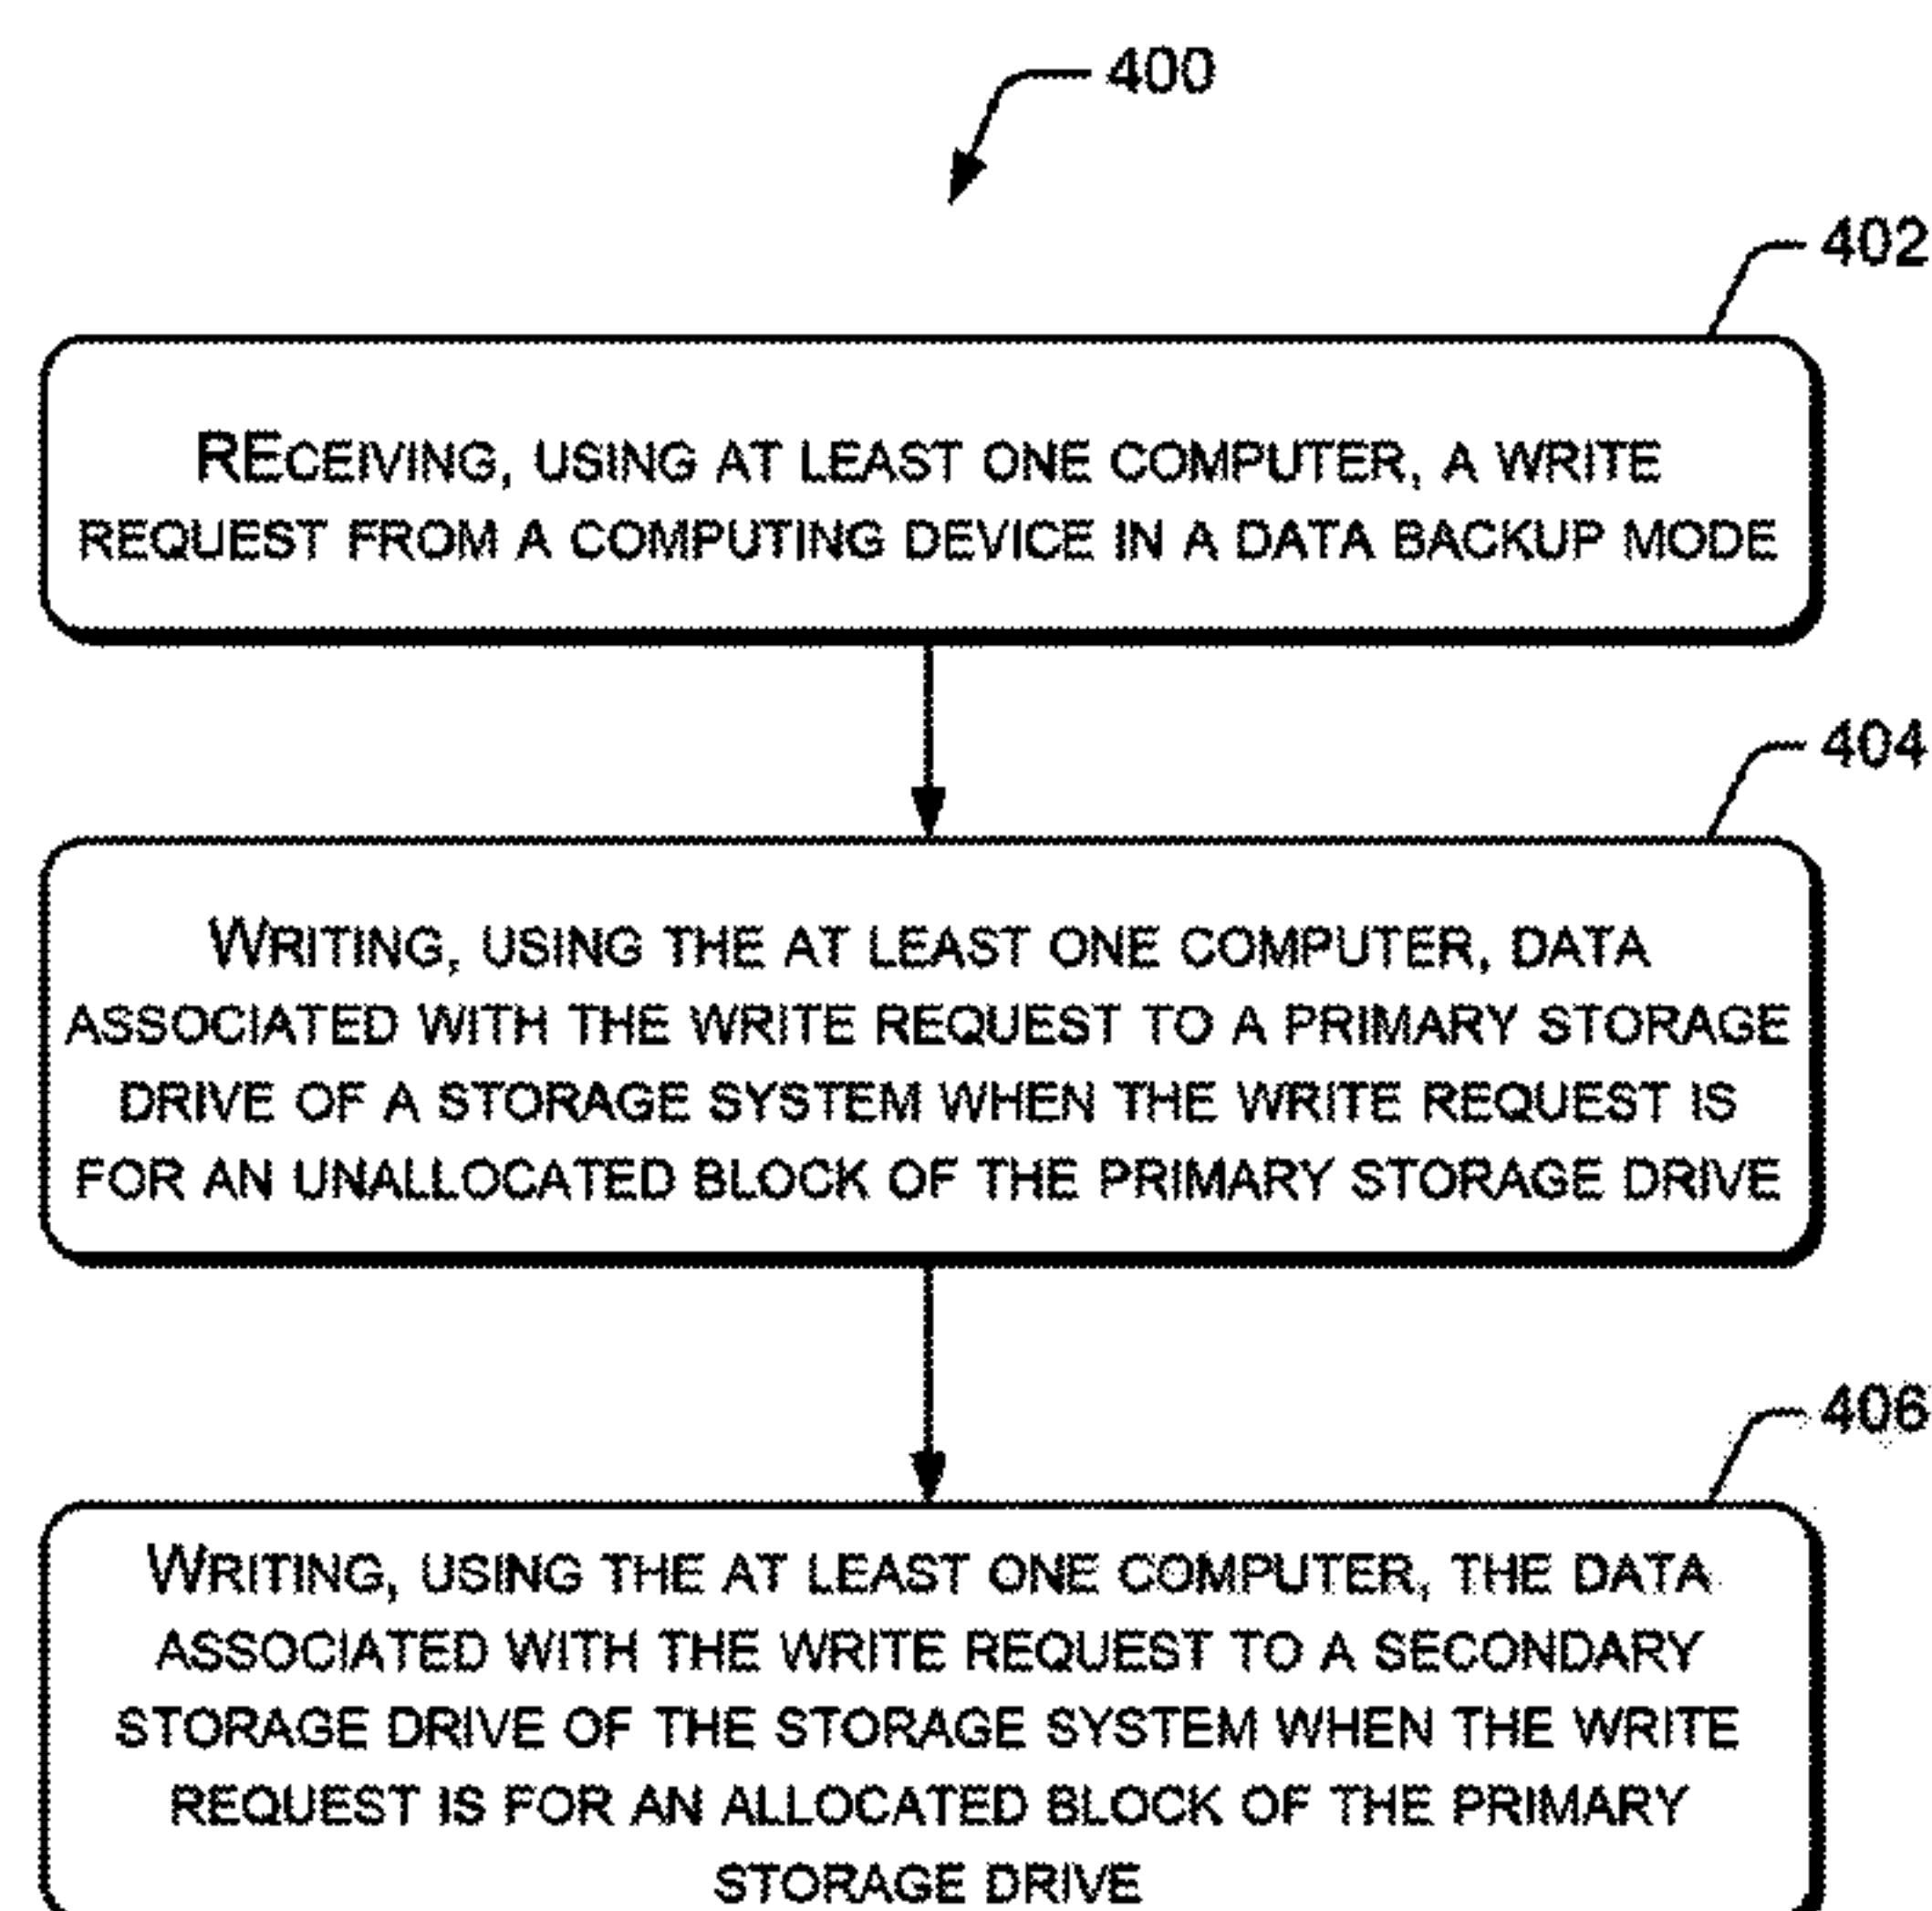 400
402
RECEIVING, USING AT LEAST ONE COMPUTER, A WRITE
REQUEST FROM A COMPUTING DEVICE IN A DATA BACKUP MODE
404
WRITING, USING THE AT LEAST ONE COMPUTER, DATA
ASSOCIATED WITH THE WRITE REQUEST TO A PRIMARY STORAGE
DRIVE OF A STORAGE SYSTEM WHEN THE WRITE REQUEST IS
FOR AN UNALLOCATED BLOCK OF THE PRIMARY STORAGE DRIVE
406
WRITING, USING THE AT LEAST ONE COMPUTER, THE DATA
ASSOCIATED WITH THE WRITE REQUEST TO A SECONDARY
STORAGE DRIVE OF THE STORAGE SYSTEM WHEN THE WRITE
REQUEST IS FOR AN ALLOCATED BLOCK OF THE PRIMARY
STORAGE DRIVE